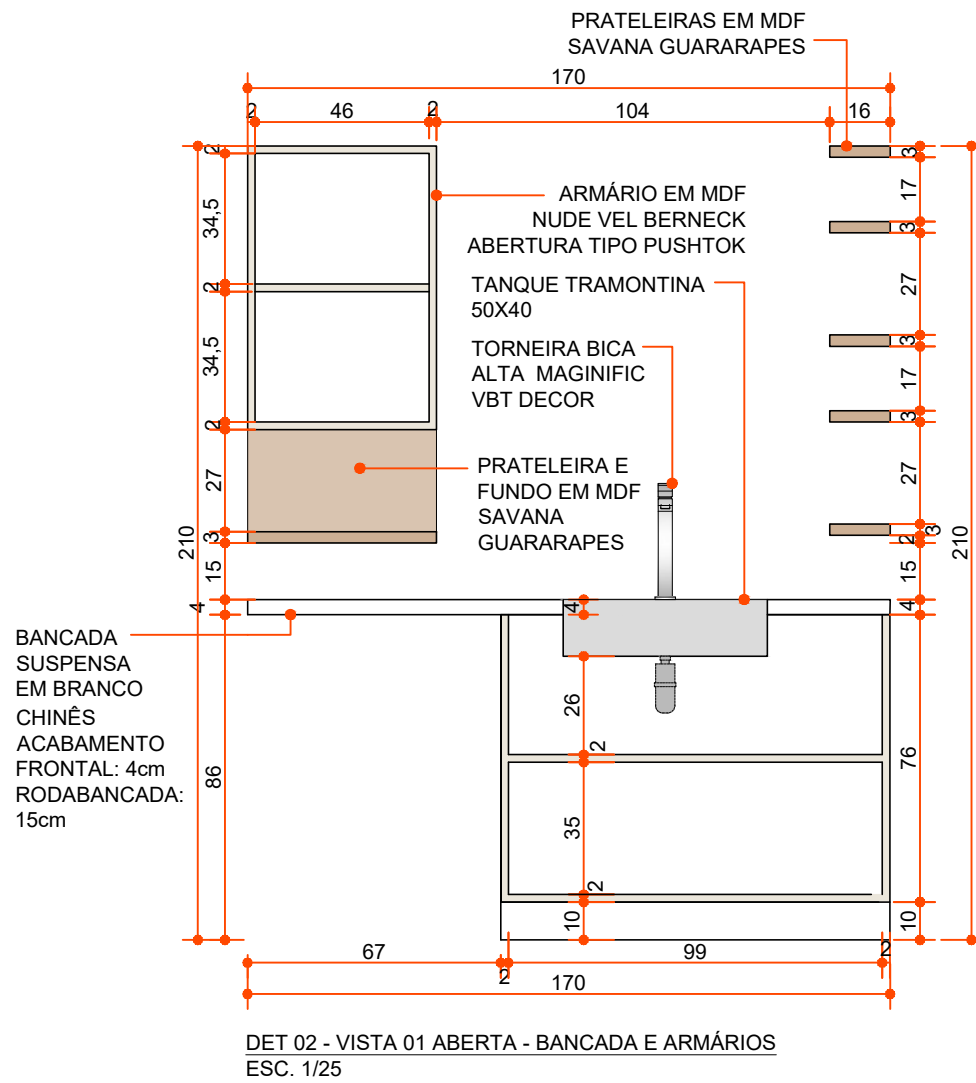 PRATELEIRAS EM MDF
SAVANA GUARARAPES
170
2
46
2
104
16
2
34,5
2
34,5
2
27
3
15
4
86
210
ARMÁRIO EM MDF
NUDE VEL BERNECK
ABERTURA TIPO PUSHTOK
TANQUE TRAMONTINA
50X40
TORNEIRA BICA
ALTA MAGINIFIC
VBT DECOR
PRATELEIRA E
FUNDO EM MDF
SAVANA
GUARARAPES
3
17
3
27
3
17
3
27
3
2
15
4
76
10
210
BANCADA
SUSPENSA
EM BRANCO
CHINÊS
ACABAMENTO
FRONTAL: 4cm
RODABANCADA:
15cm
4
26
2
35
2
10
67
2
99
2
170
DET 02 - VISTA 01 ABERTA - BANCADA E ARMÁRIOS
ESC. 1/25